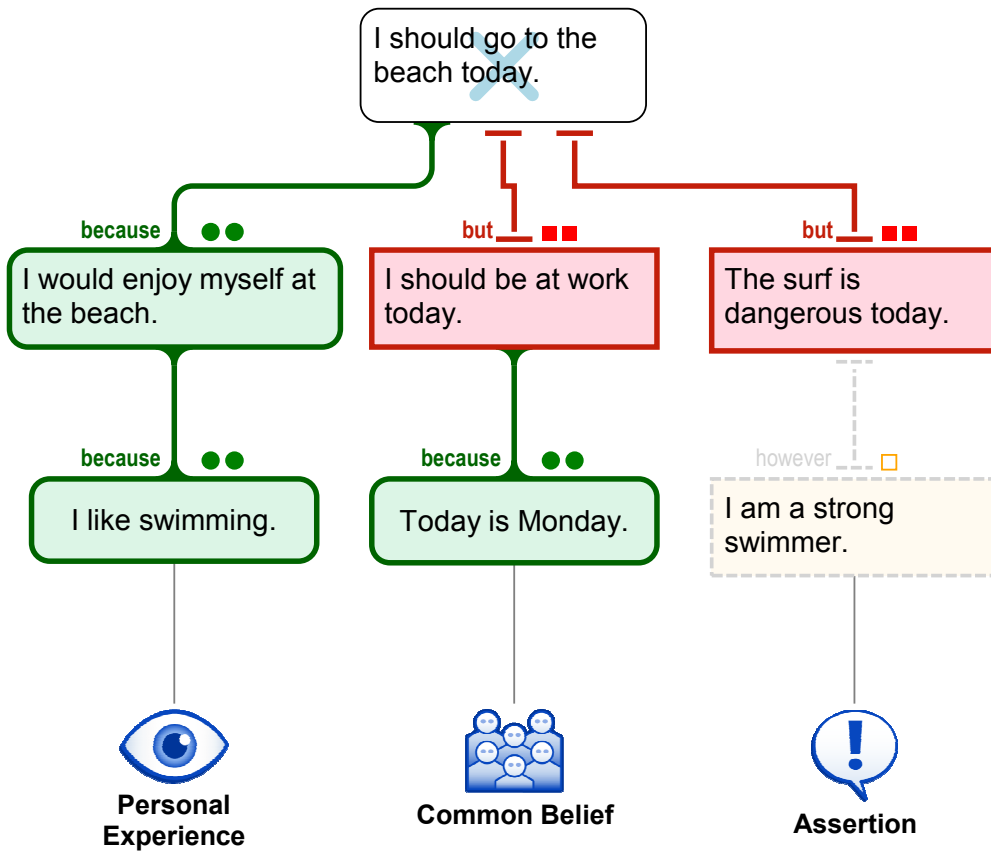 I should go to the
beach today.
because
but
but
I would enjoy myself at
the beach.
I should be at work
today.
The surf is
dangerous today.
because
because
however
I like swimming.
Today is Monday.
I am a strong
swimmer.
Personal
Experience
Common Belief
Assertion